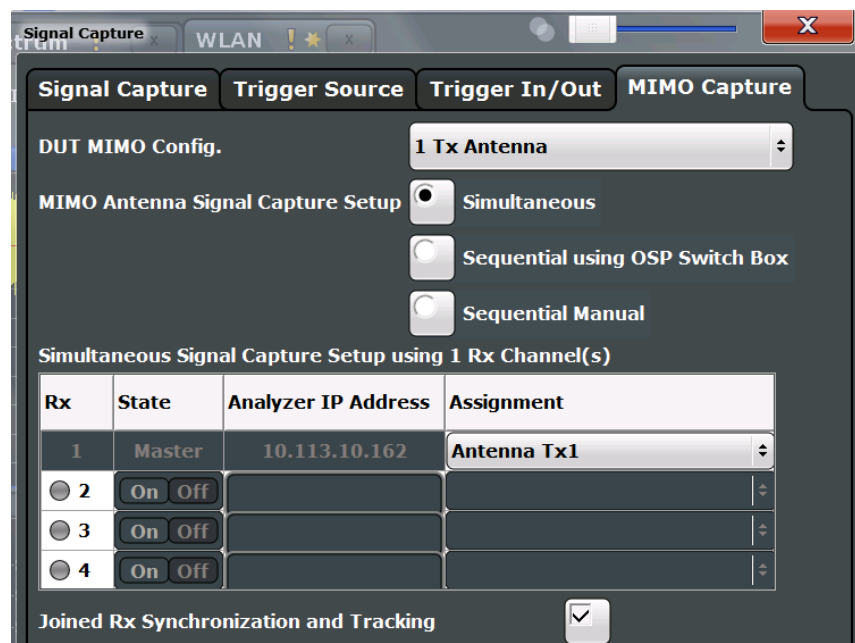 Signal Capture
WLAN
X
Signal Capture Trigger Source Trigger In/Out MIMO Capture
DUT MIMO Config. 1 Tx Antenna
MIMO Antenna Signal Capture Setup Simultaneous
Sequential using OSP Switch Box
Sequential Manual
Simultaneous Signal Capture Setup using 1 Rx Channel(s)
Rx State Analyzer IP Address Assignment
1 Master 10.113.10.162 Antenna Tx1
2 On Off
3 On Off
4 On Off
Joined Rx Synchronization and Tracking